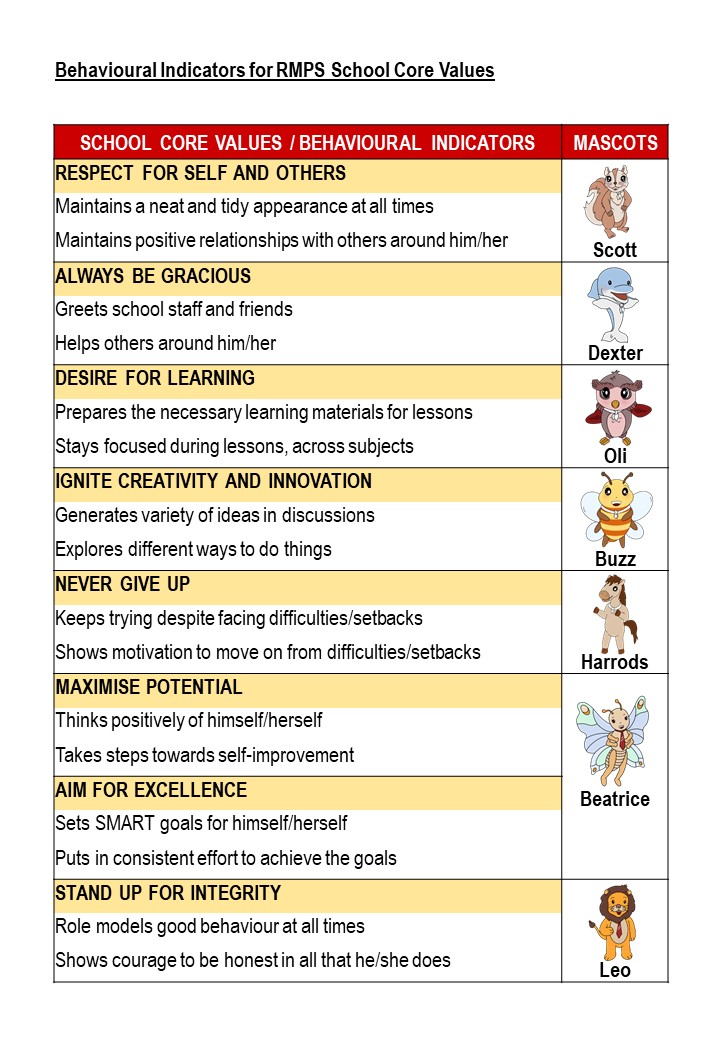 Behavioural Indicators for RMPS School Core Values
SCHOOL CORE VALUES / BEHAVIOURAL INDICATORS MASCOTS
RESPECT FOR SELF AND OTHERS
Maintains a neat and tidy appearance at all times
Maintains positive relationships with others around him/her
Scott
ALWAYS BE GRACIOUS
Greets school staff and friends
Helps others around him/her
Dexter
DESIRE FOR LEARNING
Prepares the necessary learning materials for lessons
Stays focused during lessons, across subjects
Oli
IGNITE CREATIVITY AND INNOVATION
Generates variety of ideas in discussions
Explores different ways to do things
Buzz
NEVER GIVE UP
Keeps trying despite facing difficulties/setbacks
Shows motivation to move on from difficulties/setbacks
Harrods
MAXIMISE POTENTIAL
Thinks positively of himself/herself
Takes steps towards self-improvement
AIM FOR EXCELLENCE
Sets SMART goals for himself/herself
Puts in consistent effort to achieve the goals
Beatrice
STAND UP FOR INTEGRITY
Role models good behaviour at all times
Shows courage to be honest in all that he/she does
Leo